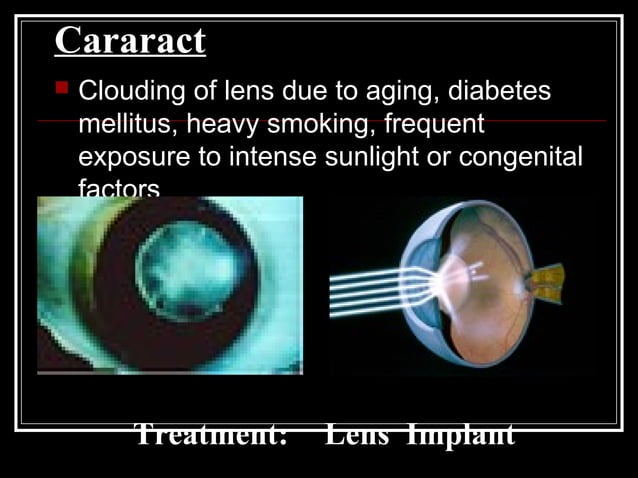 Cararact
Clouding of lens due to aging, diabetes
mellitus, heavy smoking, frequent
exposure to intense sunlight or congenital
factors
Treatment: Lens Implant